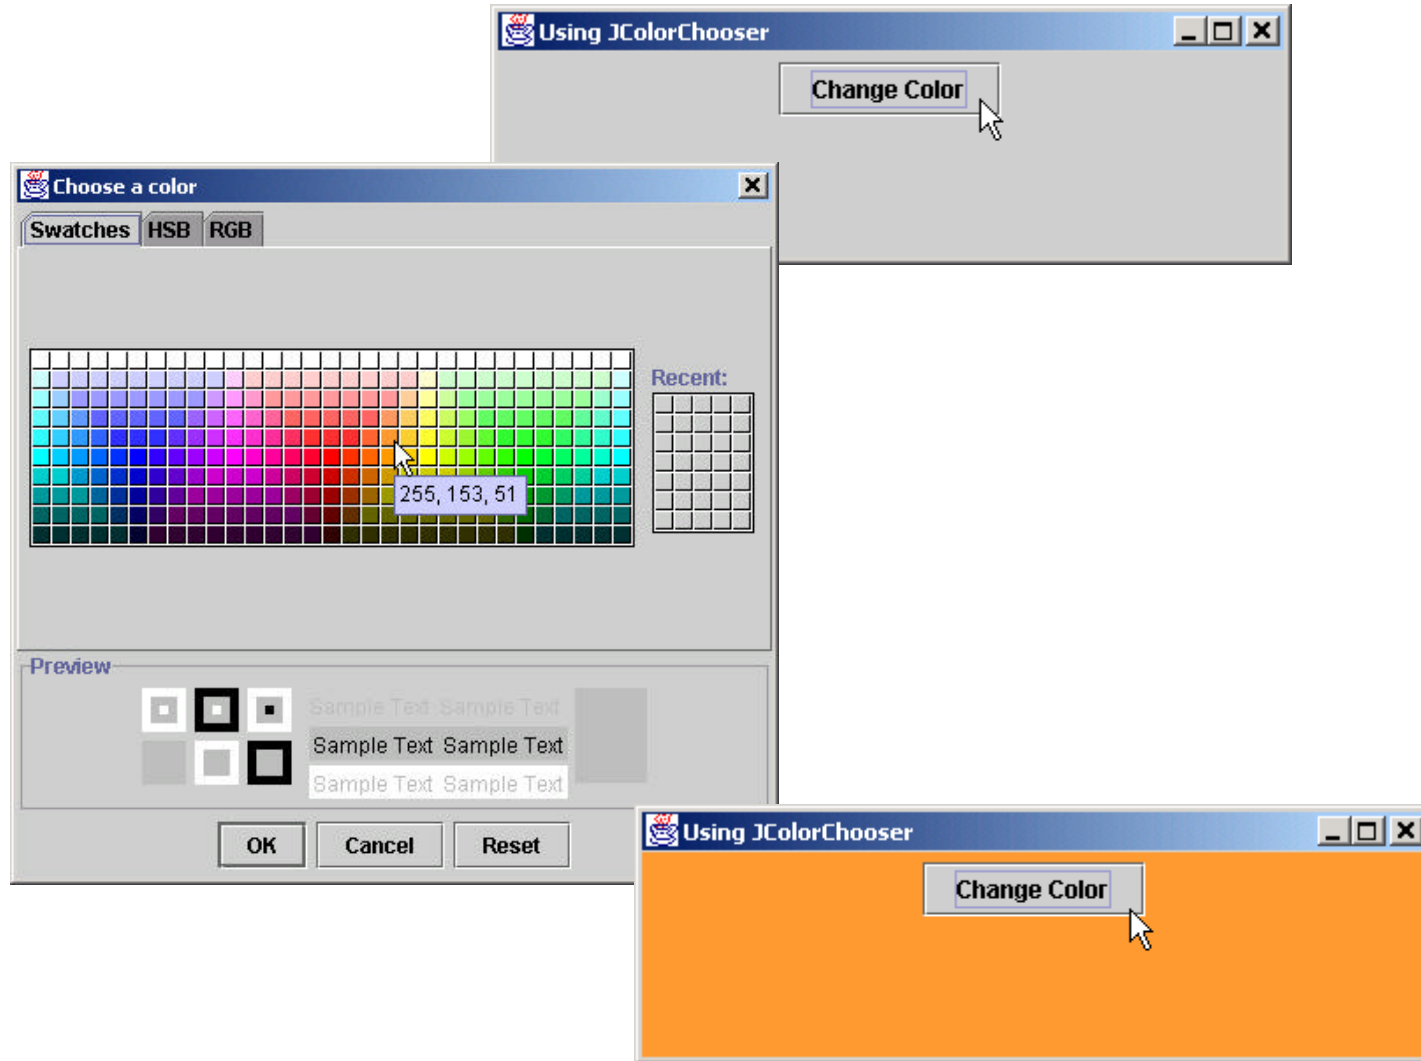 Using JColorChooser
Change Color
Choose a color
Swatches HSB RGB
Recent:
255, 153, 51
Preview
Sample Text Sample Text
Sample Text Sample Text
Sample Text Sample Text
OK Cancel Reset
Using JColorChooser
Change Color